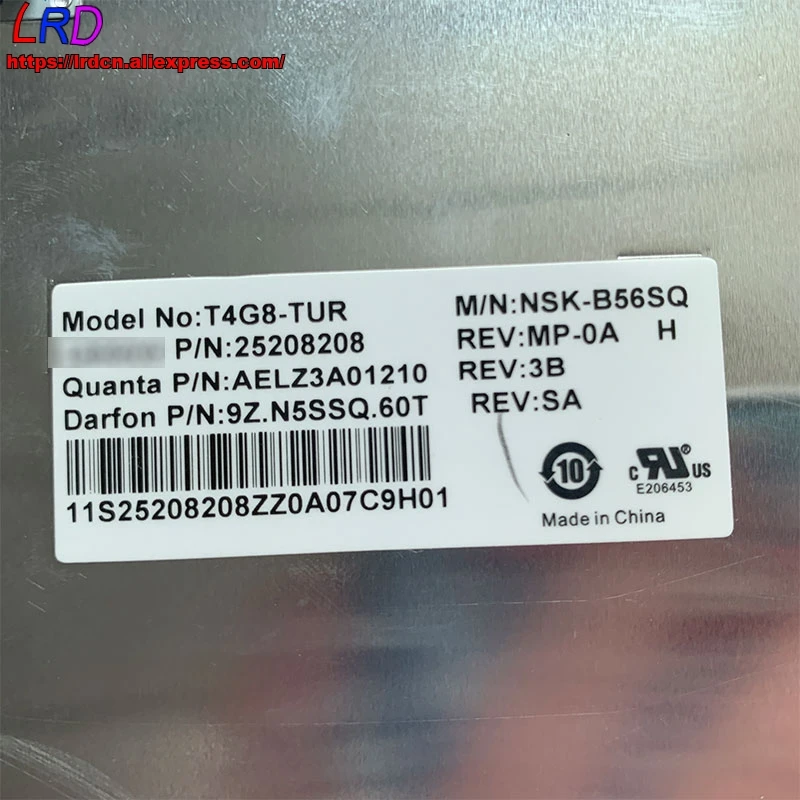 LRD
https://lrdcn.aliexpress.com/
Model No:T4G8-TUR
P/N:25208208
Quanta P/N:AELZ3A01210
Darfon P/N:9Z.N5SSQ.60T
11S25208208ZZ0A07C9H01
M/N:NSK-B56SQ
REV:MP-0A H
REV:3B
REV:SA
10
c RU ® US
E206453
Made in China